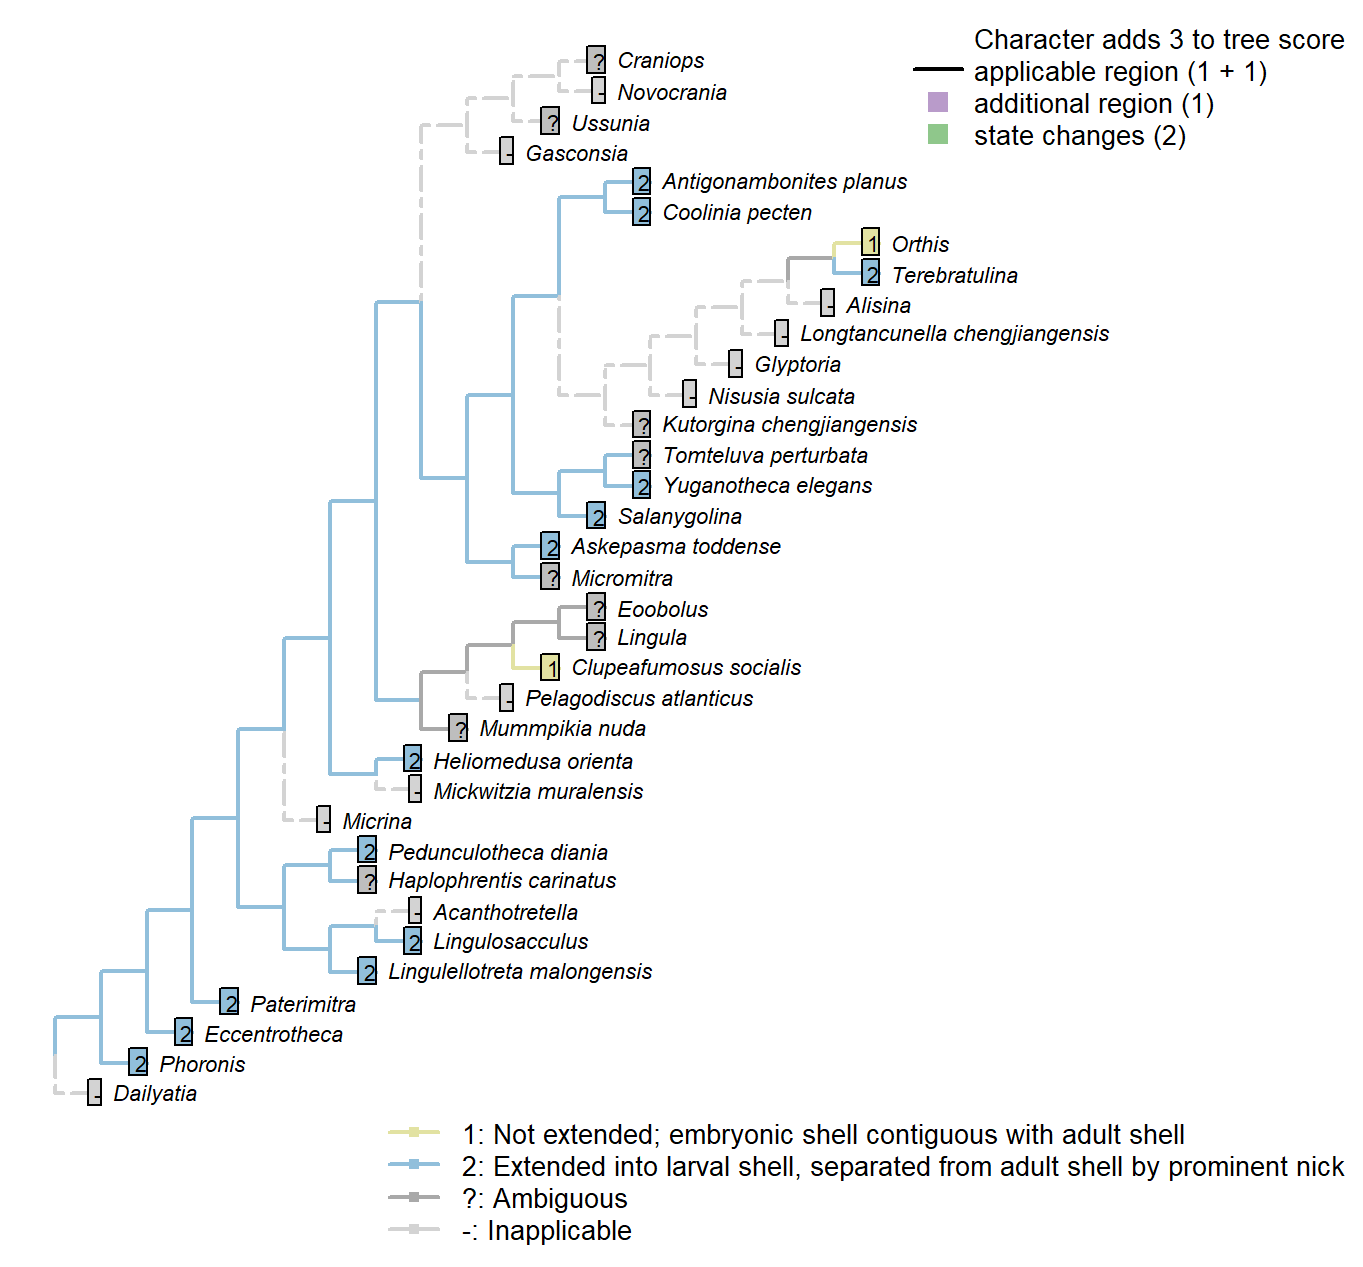 Character adds 3 to tree score
applicable region (1 + 1)
additional region (1)
state changes (2)
? Craniops
- Novocrania
? Ussunia
- Gasconsia
2 Antigonambonites planus
2 Coolinia pecten
1 Orthis
2 Terebratulina
- Alisina
- Longtancunella chengjiangensis
- Glyptoria
- Nisusia sulcata
? Kutorgina chengjiangensis
? Tomteluva perturbata
2 Yuganotheca elegans
2 Salanygolina
2 Askepasma toddense
? Micromitra
? Eoobolus
? Lingula
1 Clupeafumosus socialis
- Pelagodiscus atlanticus
? Mummpikia nuda
2 Heliomedusa orienta
- Mickwitzia muralensis
- Micrina
2 Pedunculotheca diania
? Haplophrentis carinatus
- Acanthotretella
2 Lingulosacculus
2 Lingulellotreta malongensis
2 Paterimitra
2 Eccentrotheca
2 Phoronis
- Dailyatia
1: Not extended; embryonic shell contiguous with adult shell
2: Extended into larval shell, separated from adult shell by prominent nick
?: Ambiguous
-: Inapplicable